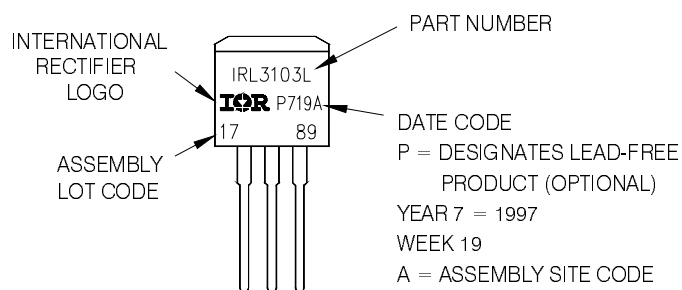 INTERNATIONAL
RECTIFIER
LOGO
ASSEMBLY
LOT CODE
IRL3103L
IOR P719A
17 89
PART NUMBER
DATE CODE
P = DESIGNATES LEAD-FREE
PRODUCT (OPTIONAL)
YEAR 7 = 1997
WEEK 19
A = ASSEMBLY SITE CODE